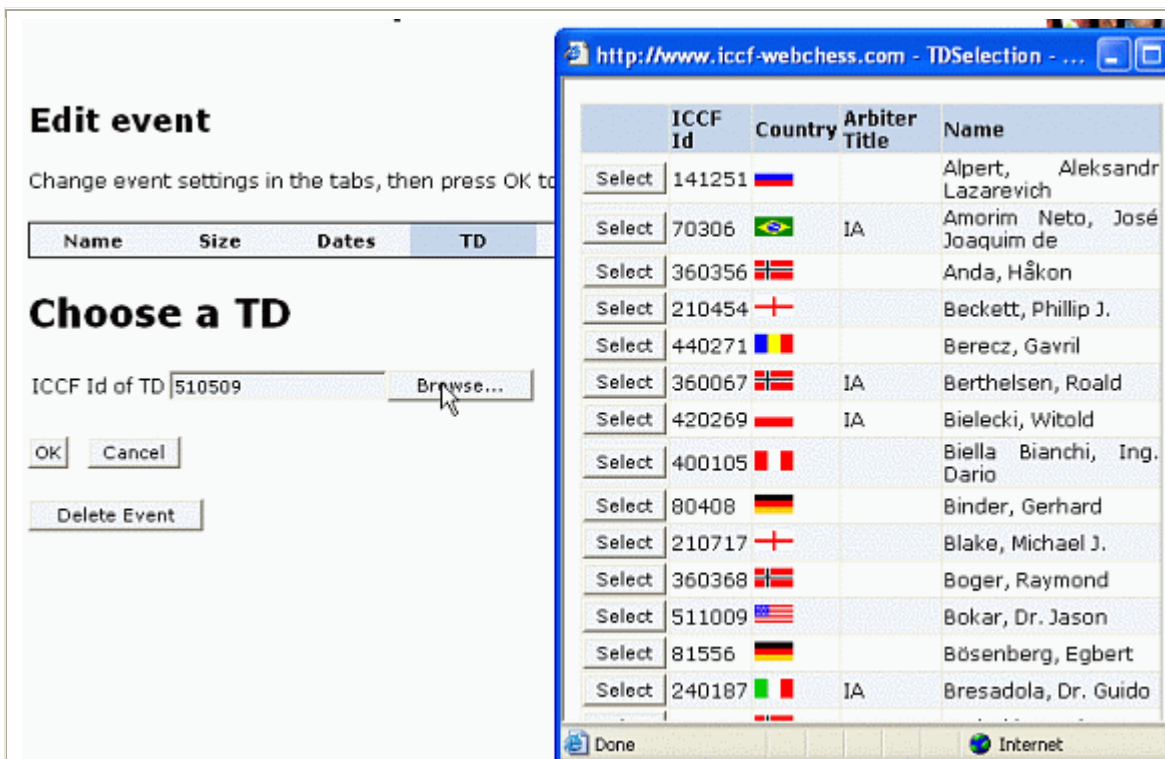 Edit event
Change event settings in the tabs, then press OK to
Name Size Dates TD
Choose a TD
ICCF Id of TD 510509 Browse...
OK Cancel
Delete Event
http://www.iccf-webchess.com - TDSelection - ...
ICCF Id Country Arbiter Title Name
Select 141251 Alpert, Aleksandr
Lazarevich
Select 70306 IA Amorim Neto, José
Joaquim de
Select 360356 Anda, Håkon
Select 210454 Beckett, Phillip J.
Select 440271 Berecz, Gavril
Select 360067 IA Berthelsen, Roald
Select 420269 IA Bielecki, Witold
Select 400105 Biella Bianchi, Ing.
Dario
Select 80408 Binder, Gerhard
Select 210717 Blake, Michael J.
Select 360368 Boger, Raymond
Select 511009 Bokar, Dr. Jason
Select 81556 Bösenberg, Egbert
Select 240187 IA Bresadola, Dr. Guido
Done Internet